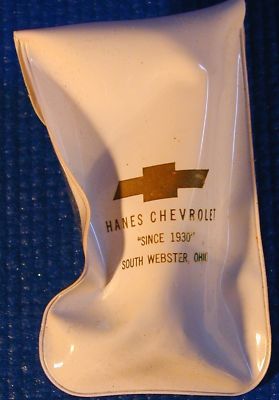 HANES CHEVROLET
"SINCE 1930"
SOUTH WEBSTER, OHIO